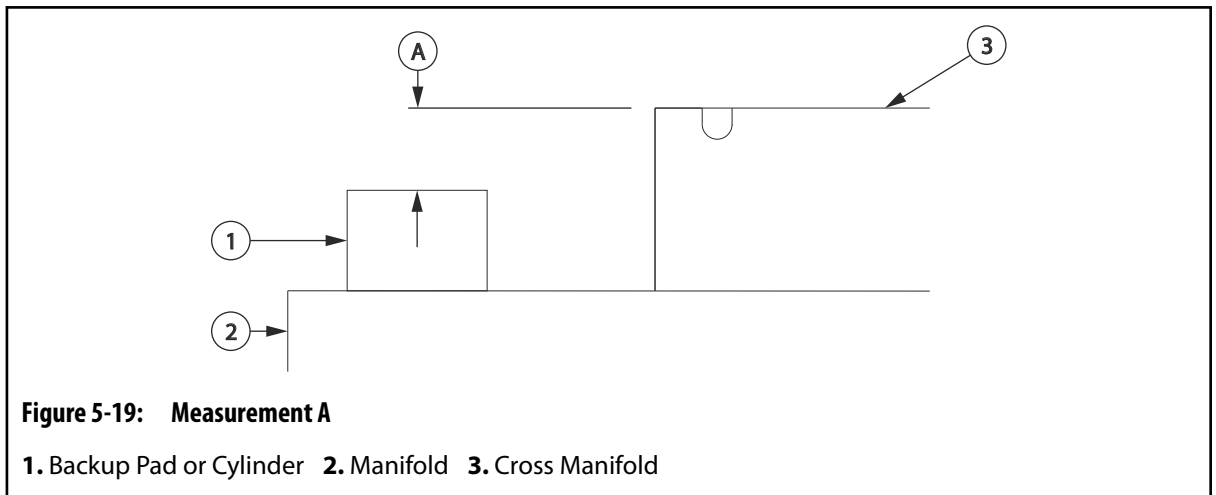 A
3
1
2
Figure 5-19: Measurement A
1. Backup Pad or Cylinder 2. Manifold 3. Cross Manifold